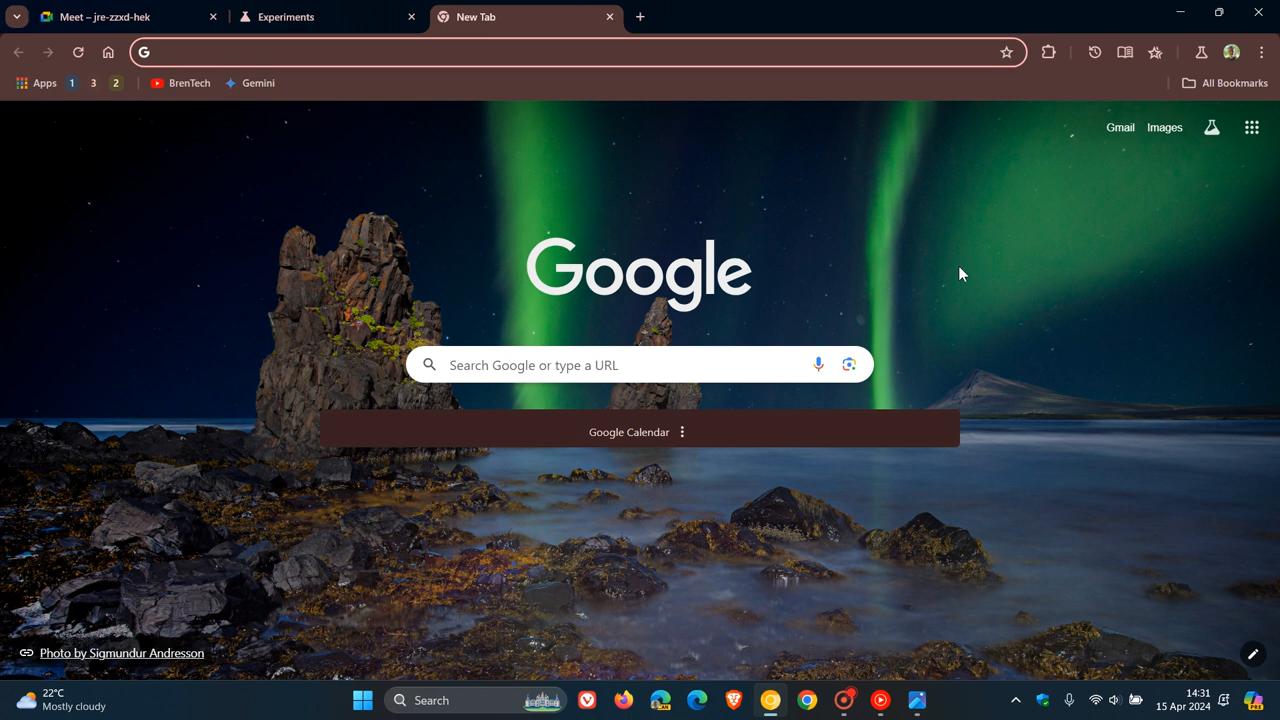 Meet – jre-zzxd-hek
Experiments
New Tab
Apps 1 3 2 BrenTech Gemini All Bookmarks
Gmail Images
Google
Search Google or type a URL
Google Calendar
Photo by Sigmundur Andresson
22°C
Mostly cloudy
Search
14:31
15 Apr 2024